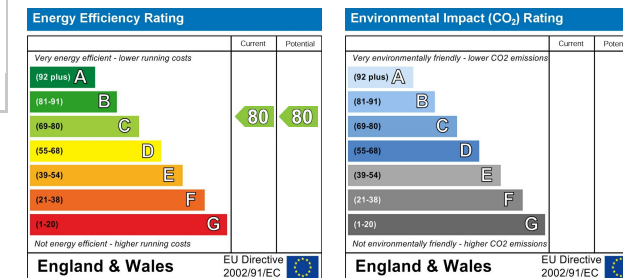 Energy Efficiency Rating
Current Potential
Very energy efficient - lower running costs
(92 plus) A
(81-91) B
(69-80) C
80 80
(55-68) D
(39-54) E
(21-38) F
(1-20) G
Not energy efficient - higher running costs
England & Wales
EU Directive
2002/91/EC
Environmental Impact (CO2) Rating
Current
Very environmentally friendly - lower CO2 emissions
(92 plus) A
(81-91) B
(69-80) C
(55-68) D
(39-54) E
(21-38) F
(1-20) G
Not environmentally friendly - higher CO2 emissions
England & Wales
EU Directive
2002/91/EC